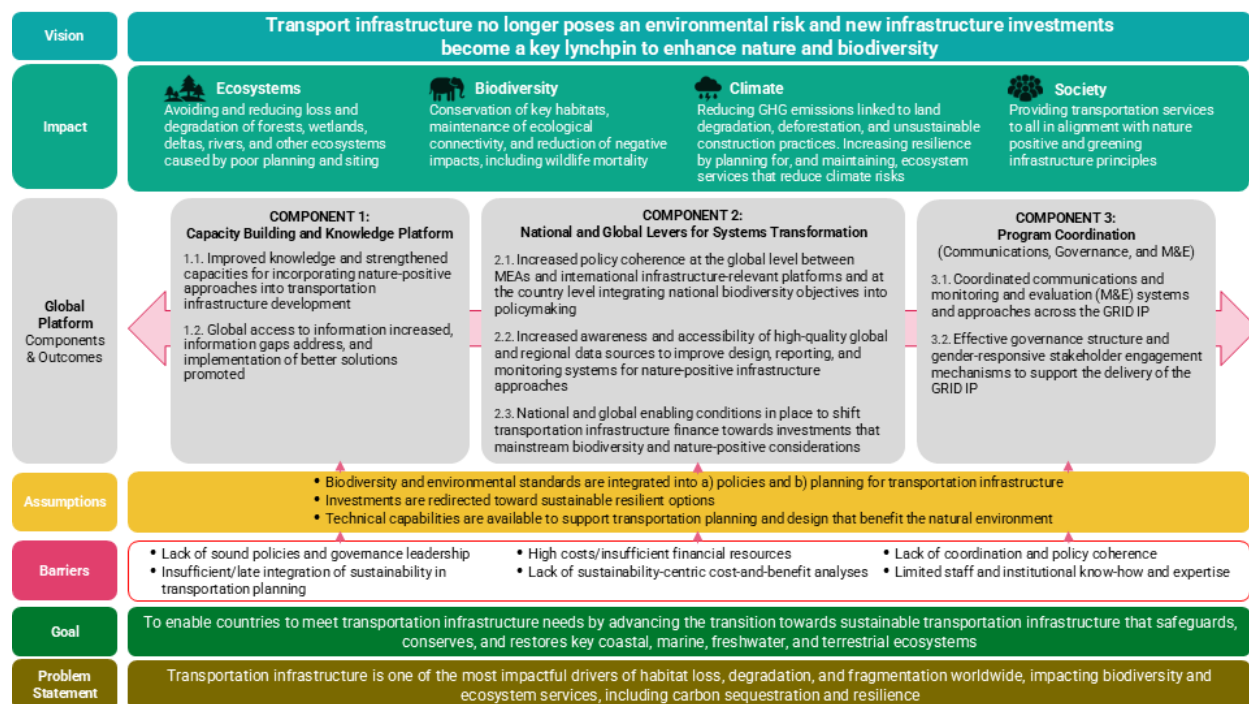 Vision
Transport infrastructure no longer poses an environmental risk and new infrastructure investments
become a key lynchpin to enhance nature and biodiversity
Impact
Ecosystems
Avoiding and reducing loss and
degradation of forests, wetlands,
deltas, rivers, and other ecosystems
caused by poor planning and siting
Biodiversity
Conservation of key habitats,
maintenance of ecological
connectivity, and reduction of negative
impacts, including wildlife mortality
Climate
Reducing GHG emissions linked to land
degradation, deforestation, and unsustainable
construction practices. Increasing resilience
by planning for, and maintaining, ecosystem
services that reduce climate risks
Society
Providing transportation services
to all in alignment with nature
positive and greening
infrastructure principles
Global
Platform
Components
& Outcomes
COMPONENT 1:
Capacity Building and Knowledge Platform
1.1. Improved knowledge and strengthened
capacities for incorporating nature-positive
approaches into transportation
infrastructure development
1.2. Global access to information increased,
information gaps address, and
implementation of better solutions
promoted
COMPONENT 2:
National and Global Levers for Systems Transformation
2.1. Increased policy coherence at the global level between
MEAs and international infrastructure-relevant platforms and at
the country level integrating national biodiversity objectives into
policymaking
2.2. Increased awareness and accessibility of high-quality global
and regional data sources to improve design, reporting, and
monitoring systems for nature-positive infrastructure
approaches
2.3. National and global enabling conditions in place to shift
transportation infrastructure finance towards investments that
mainstream biodiversity and nature-positive considerations
COMPONENT 3:
Program Coordination
(Communications, Governance, and M&E)
3.1. Coordinated communications and
monitoring and evaluation (M&E) systems
and approaches across the GRID IP
3.2. Effective governance structure and
gender-responsive stakeholder engagement
mechanisms to support the delivery of the
GRID IP
Assumptions
• Biodiversity and environmental standards are integrated into a) policies and b) planning for transportation infrastructure
• Investments are redirected toward sustainable resilient options
• Technical capabilities are available to support transportation planning and design that benefit the natural environment
Barriers
• Lack of sound policies and governance leadership
• Insufficient/late integration of sustainability in
transportation planning
• High costs/insufficient financial resources
• Lack of sustainability-centric cost-and-benefit analyses
• Lack of coordination and policy coherence
• Limited staff and institutional know-how and expertise
Goal
To enable countries to meet transportation infrastructure needs by advancing the transition towards sustainable transportation infrastructure that safeguards,
conserves, and restores key coastal, marine, freshwater, and terrestrial ecosystems
Problem
Statement
Transportation infrastructure is one of the most impactful drivers of habitat loss, degradation, and fragmentation worldwide, impacting biodiversity and
ecosystem services, including carbon sequestration and resilience